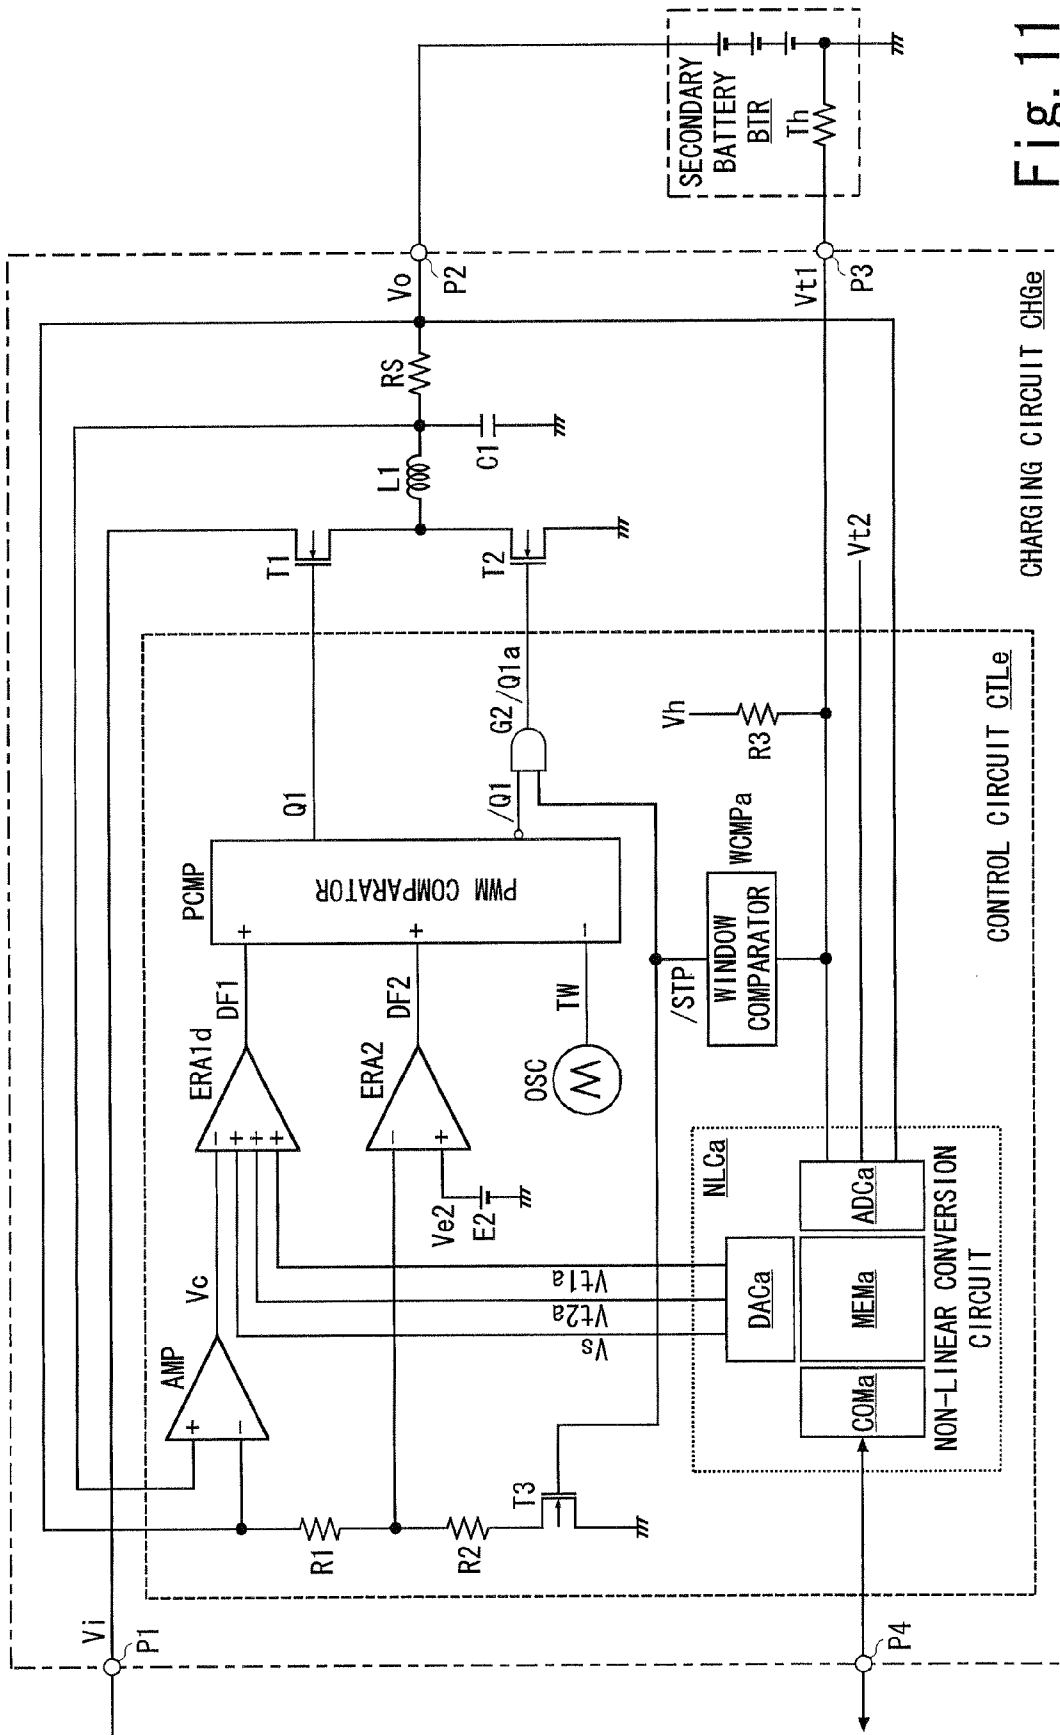 Fig. 11
CHARGING CIRCUIT CHGe
CONTROL CIRCUIT CTLe
Vi
P1
P4
Vo
P2
Vt1
P3
SECONDARY
BATTERY
BTR
Th
RS
L1
C1
T1
T2
Q1
/Q1
G2
/Q1a
PCMP
PWM COMPARATOR
DF1
DF2
TW
ERA1d
ERA2
OSC
W
Vc
AMP
R1
R2
T3
Ve2
E2
Vs
Vt2a
Vt1a
/STP
WINDOW
COMPARATOR
WCMPa
Vh
R3
Vt2
NLCa
DACa
COMa
MEMa
ADCa
NON-LINEAR CONVERSION
CIRCUIT
+
-
-
+
+
+
-
+
+
+
-